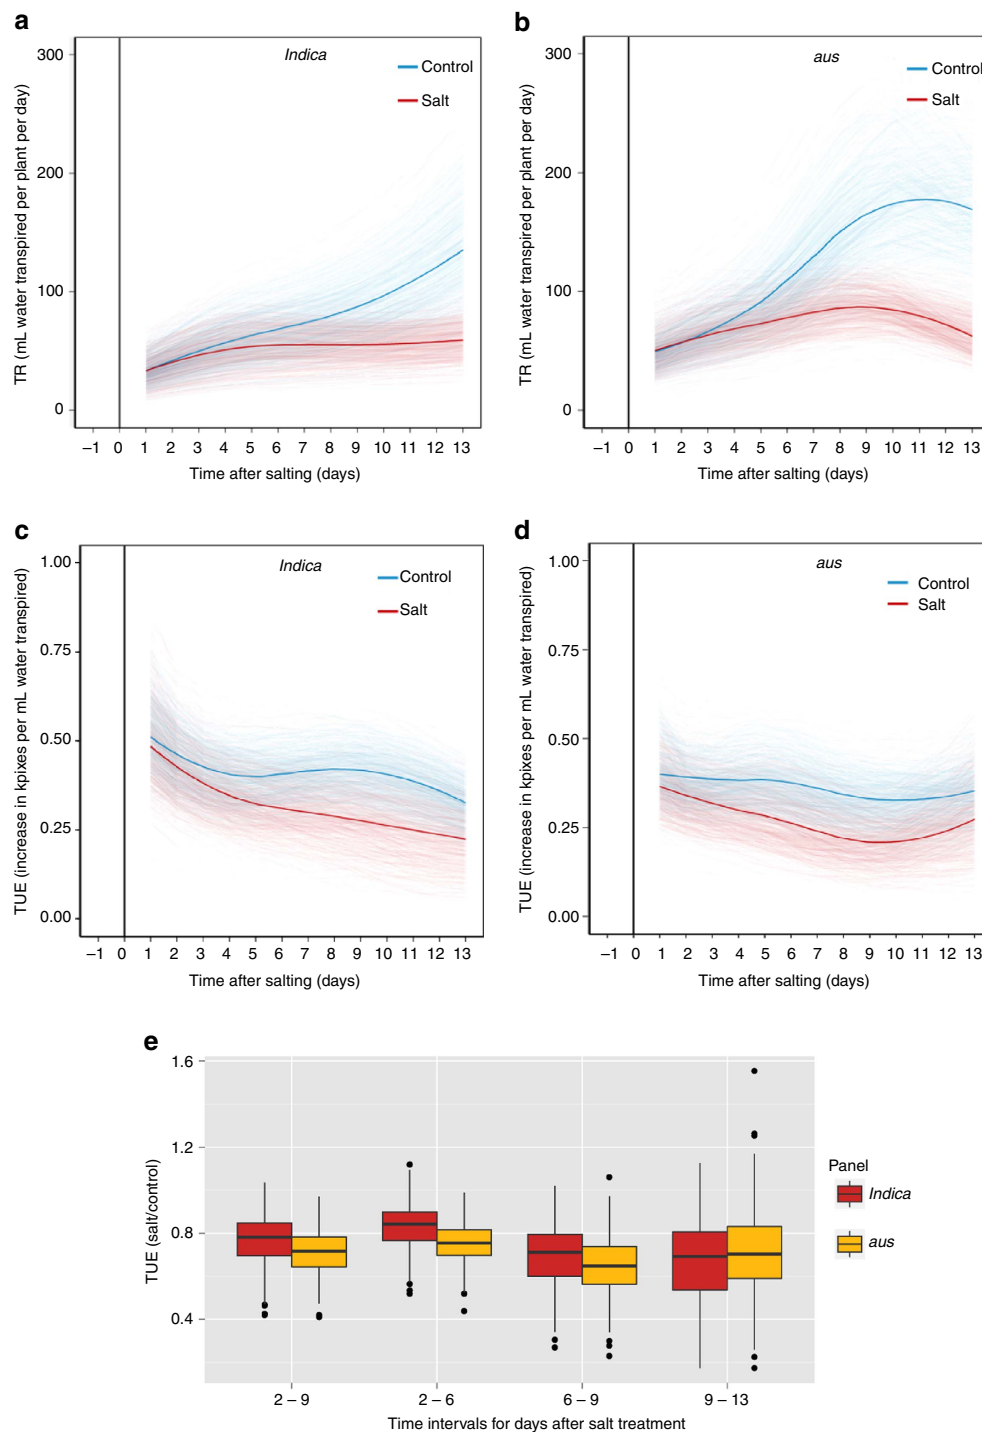 a
Indica
Control
Salt
TR (mL water transpired per plant per day)
300
200
100
0
–1 0 1 2 3 4 5 6 7 8 9 10 11 12 13
Time after salting (days)
b
aus
Control
Salt
TR (mL water transpired per plant per day)
300
200
100
0
–1 0 1 2 3 4 5 6 7 8 9 10 11 12 13
Time after salting (days)
c
Indica
Control
Salt
TUE (increase in kpixes per mL water transpired)
1.00
0.75
0.50
0.25
0.00
–1 0 1 2 3 4 5 6 7 8 9 10 11 12 13
Time after salting (days)
d
aus
Control
Salt
TUE (increase in kpixes per mL water transpired)
1.00
0.75
0.50
0.25
0.00
–1 0 1 2 3 4 5 6 7 8 9 10 11 12 13
Time after salting (days)
e
TUE (salt/control)
1.6
1.2
0.8
0.4
2 – 9 2 – 6 6 – 9 9 – 13
Time intervals for days after salt treatment
Panel
Indica
aus